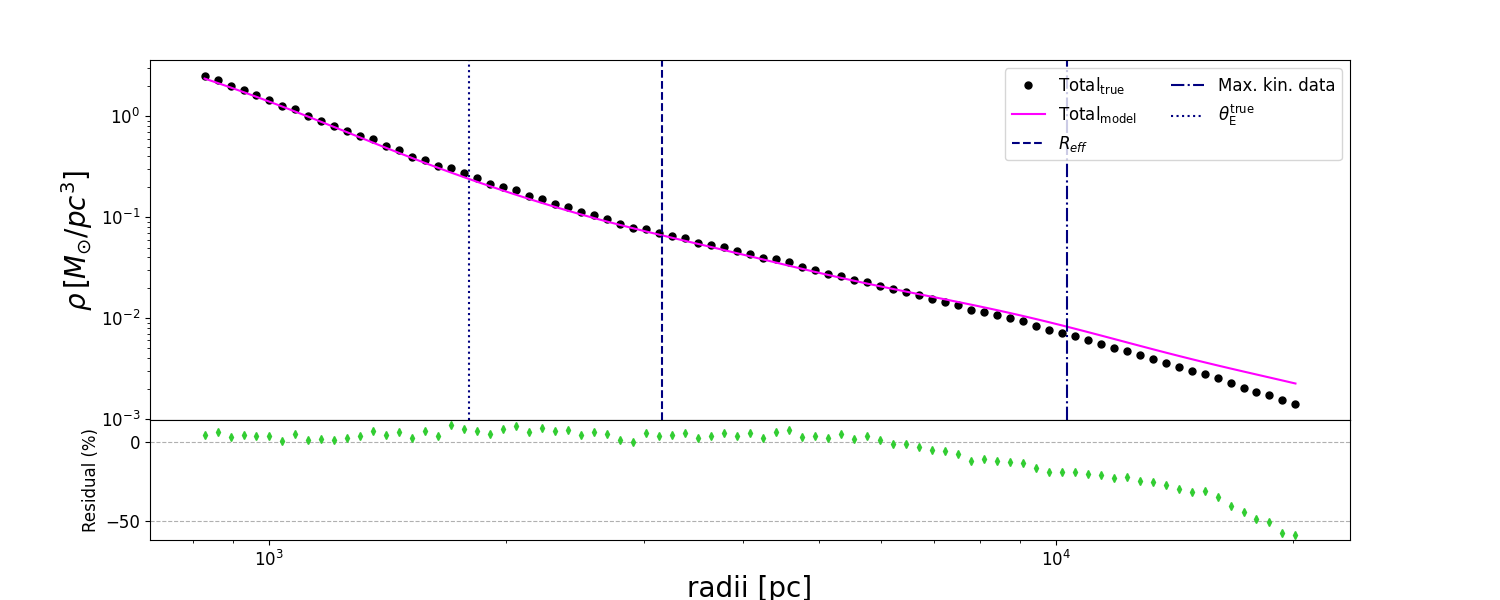 Total_true
Total_model
R_eff
Max. kin. data
θ_E^true
ρ [M_⊙/pc^3]
10^0
10^−1
10^−2
10^−3
Residual (%)
0
−50
10^3
10^4
radii [pc]